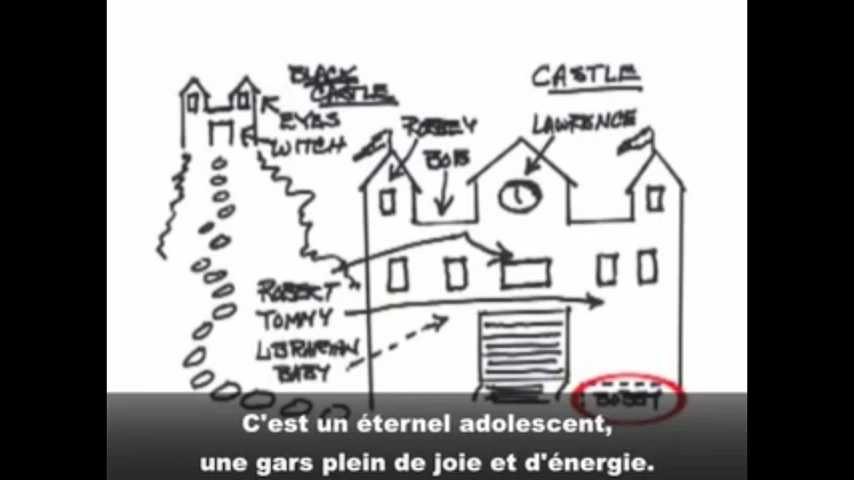 BLACK
CASTLE
EYES
WITCH
CASTLE
ROBBEY
BOB
LAWRENCE
ROBERT
TOMMY
LIBRARIAN
BABY
BOBBY
C'est un éternel adolescent,
une gars plein de joie et d'énergie.